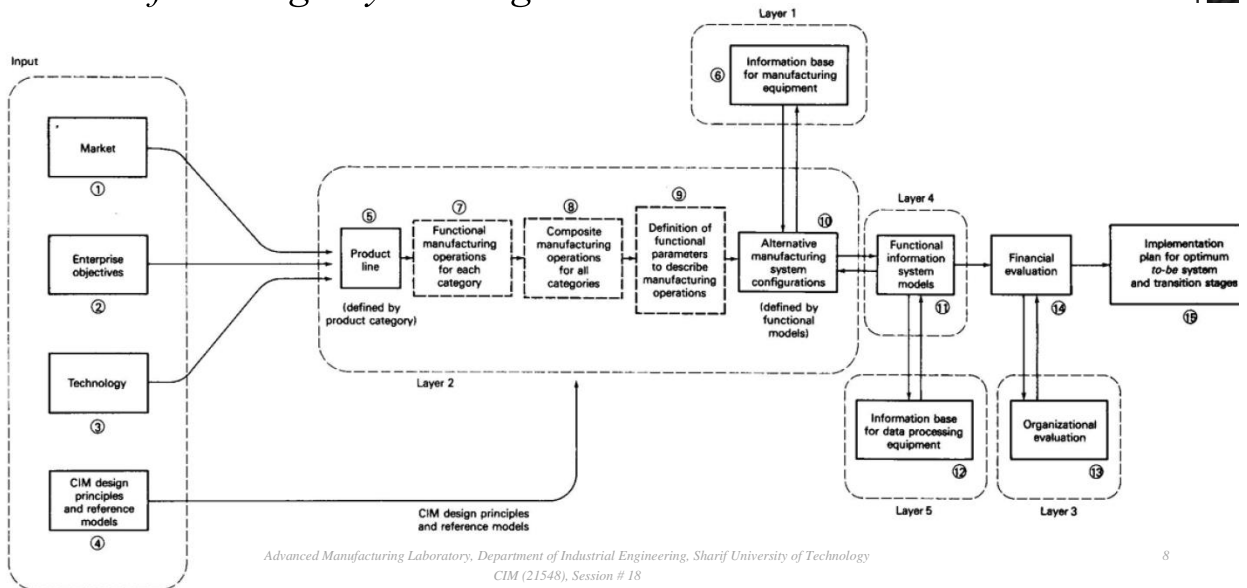 Layer 1
Input
⑥
Information base
for manufacturing
equipment
Market
①
Enterprise
objectives
②
Technology
③
CIM design
principles
and reference
models
④
⑤
Product
line
(defined by
product category)
⑦
Functional
manufacturing
operations
for each
category
⑧
Composite
manufacturing
operations
for all
categories
⑨
Definition of
functional
parameters
to describe
manufacturing
operations
⑩
Alternative
manufacturing
system
configurations
(defined by
functional
models)
Layer 2
CIM design principles
and reference models
Layer 4
Functional
information
system
models
⑪
Financial
evaluation
⑭
Implementation
plan for optimum
to-be system
and transition stages
⑮
Information base
for data processing
equipment
⑫
Layer 5
Organizational
evaluation
⑬
Layer 3
Advanced Manufacturing Laboratory, Department of Industrial Engineering, Sharif University of Technology
CIM (21548), Session # 18
8